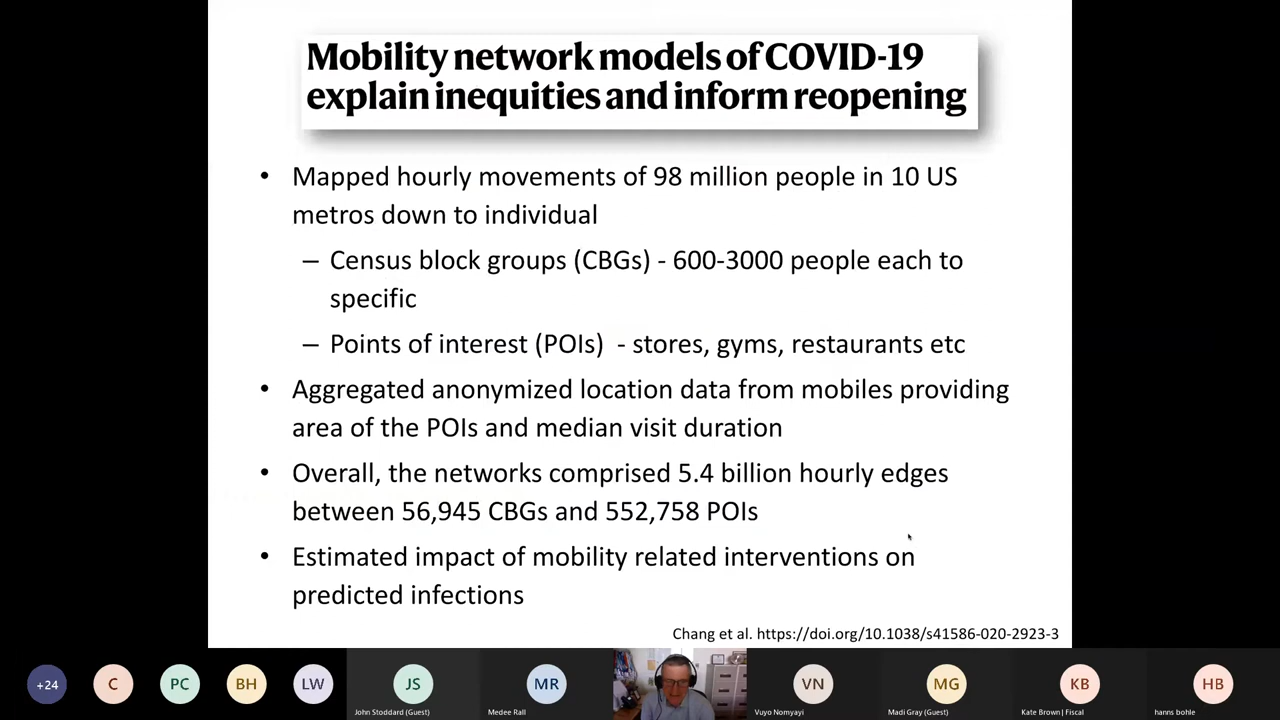 Mobility network models of COVID-19
explain inequities and inform reopening
• Mapped hourly movements of 98 million people in 10 US
metros down to individual
– Census block groups (CBGs) - 600-3000 people each to
specific
– Points of interest (POIs) - stores, gyms, restaurants etc
• Aggregated anonymized location data from mobiles providing
area of the POIs and median visit duration
• Overall, the networks comprised 5.4 billion hourly edges
between 56,945 CBGs and 552,758 POIs
• Estimated impact of mobility related interventions on
predicted infections
Chang et al. https://doi.org/10.1038/s41586-020-2923-3
+24
C
PC
BH
LW
JS
MR
VN
MG
KB
HB
John Stoddard (Guest)
Medee Rall
Vuyo Nomyayi
Madi Gray (Guest)
Kate Brown | Fiscal
hanns bohle